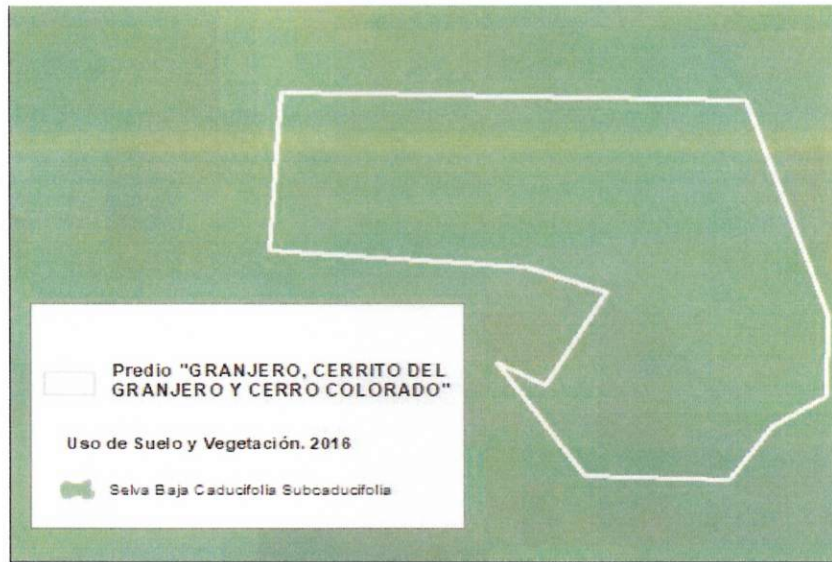 Predio "GRANJERO, CERRITO DEL
GRANJERO Y CERRO COLORADO"
Uso de Suelo y Vegetación. 2016
Selva Baja Caducifolia Subcaducifolia